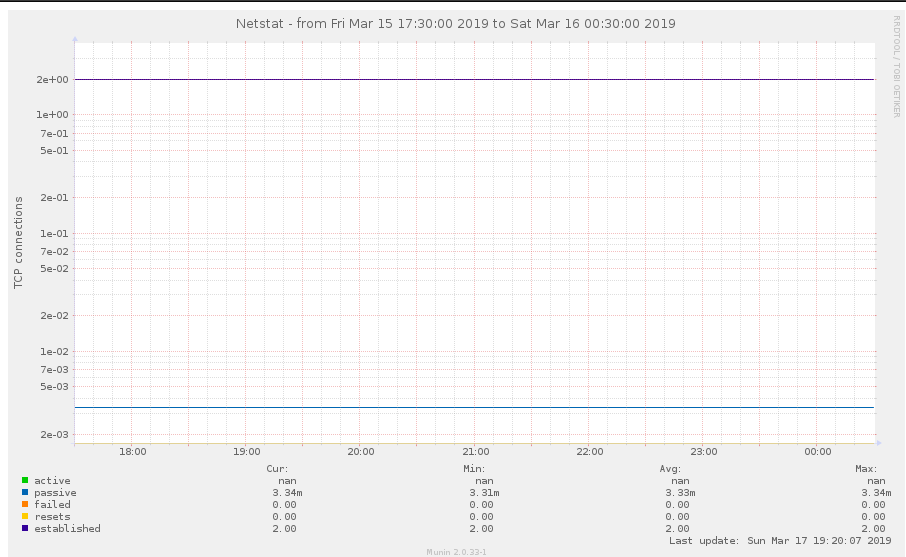 Netstat - from Fri Mar 15 17:30:00 2019 to Sat Mar 16 00:30:00 2019
RRDTOOL / TOBI OETIKER
TCP connections
2e+00
1e+00
7e-01
5e-01
2e-01
1e-01
7e-02
5e-02
2e-02
1e-02
7e-03
5e-03
2e-03
18:00 19:00 20:00 21:00 22:00 23:00 00:00
Cur: Min: Avg: Max:
active nan nan nan nan
passive 3.34m 3.31m 3.33m 3.34m
failed 0.00 0.00 0.00 0.00
resets 0.00 0.00 0.00 0.00
established 2.00 2.00 2.00 2.00
Last update: Sun Mar 17 19:20:07 2019
Munin 2.0.33-1